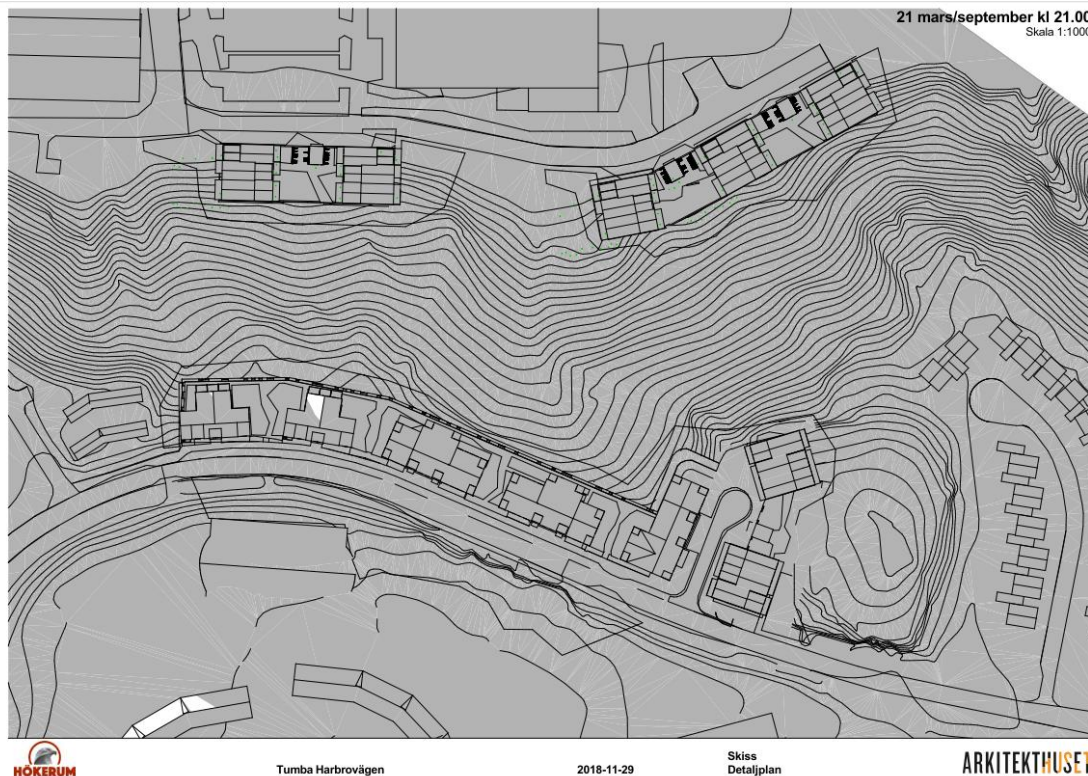 21 mars/september kl 21.00
Skala 1:1000
HÖKERUM
Tumba Harbrovägen
2018-11-29
Skiss
Detaljplan
ARKITEKTHUSET